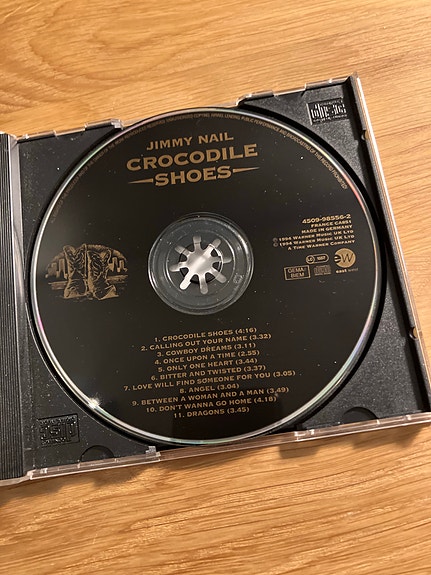 JIMMY NAIL
CROCODILE
SHOES
4509-98556-2
FRANCE CA851
MADE IN GERMANY
℗ 1994 WARNER MUSIC UK LTD
© 1994 WARNER MUSIC UK LTD
A TIME WARNER COMPANY
GEMA/
BIEM
LC 1557
east west
1. CROCODILE SHOES (4:16)
2. CALLING OUT YOUR NAME (3.32)
3. COWBOY DREAMS (3.11)
4. ONCE UPON A TIME (2.55)
5. ONLY ONE HEART (3.44)
6. BITTER AND TWISTED (3.37)
7. LOVE WILL FIND SOMEONE FOR YOU (3.05)
8. ANGEL (3.04)
9. BETWEEN A WOMAN AND A MAN (3.49)
10. DON'T WANNA GO HOME (4.18)
11. DRAGONS (3.45)